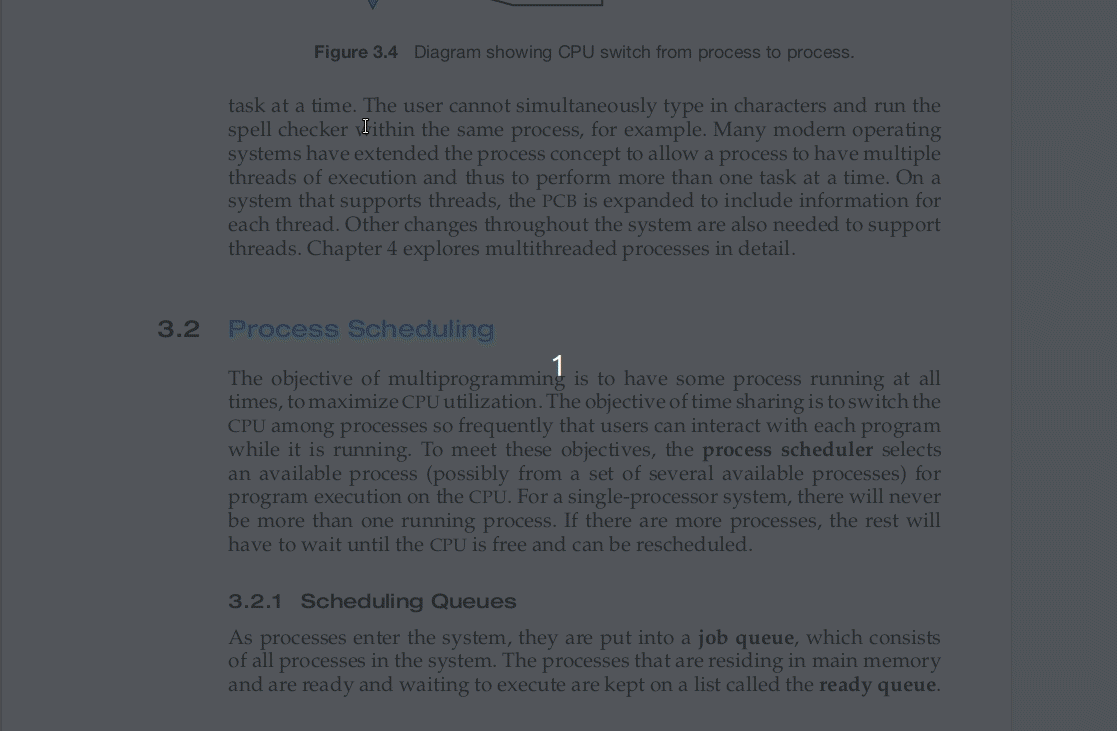 Figure 3.4 Diagram showing CPU switch from process to process.
task at a time. The user cannot simultaneously type in characters and run the
spell checker within the same process, for example. Many modern operating
systems have extended the process concept to allow a process to have multiple
threads of execution and thus to perform more than one task at a time. On a
system that supports threads, the PCB is expanded to include information for
each thread. Other changes throughout the system are also needed to support
threads. Chapter 4 explores multithreaded processes in detail.
3.2 Process Scheduling
1
The objective of multiprogramming is to have some process running at all
times, to maximize CPU utilization. The objective of time sharing is to switch the
CPU among processes so frequently that users can interact with each program
while it is running. To meet these objectives, the process scheduler selects
an available process (possibly from a set of several available processes) for
program execution on the CPU. For a single-processor system, there will never
be more than one running process. If there are more processes, the rest will
have to wait until the CPU is free and can be rescheduled.
3.2.1 Scheduling Queues
As processes enter the system, they are put into a job queue, which consists
of all processes in the system. The processes that are residing in main memory
and are ready and waiting to execute are kept on a list called the ready queue.